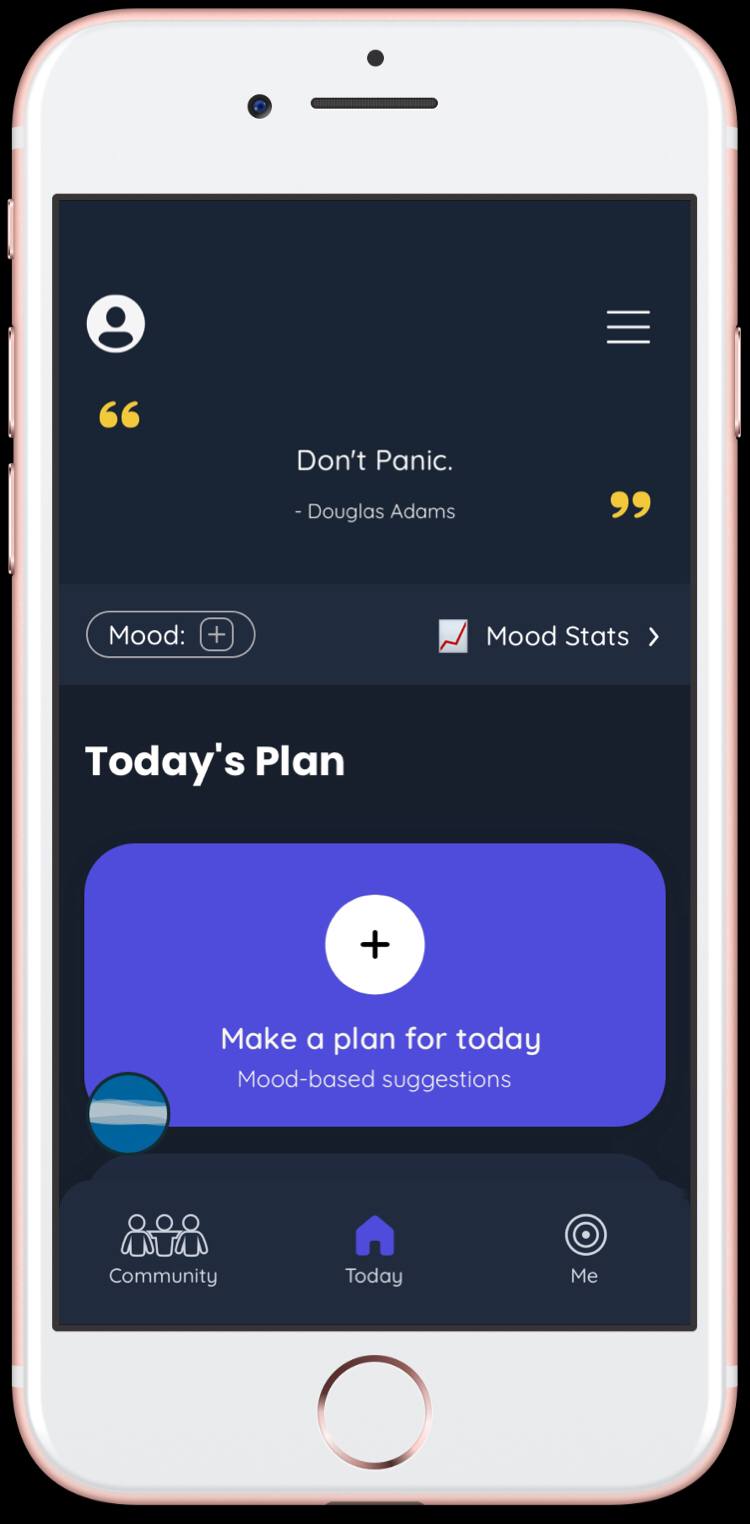 Don't Panic.
- Douglas Adams
Mood:
Mood Stats
Today's Plan
Make a plan for today
Mood-based suggestions
Community
Today
Me